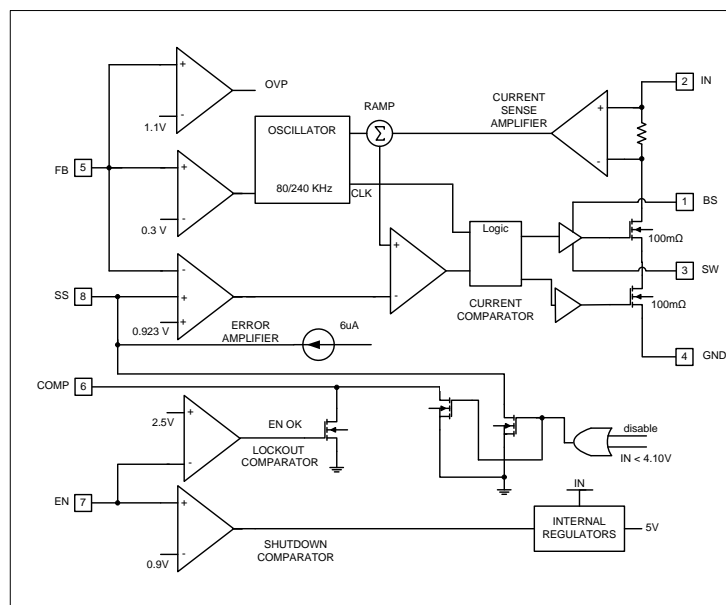 +
-
OVP
1.1V
2
IN
CURRENT
SENSE
AMPLIFIER
+
-
RAMP
Σ
OSCILLATOR
80/240 KHz
CLK
FB
5
+
-
0.3 V
1
BS
100mΩ
Logic
+
-
CURRENT
COMPARATOR
3
SW
100mΩ
SS
8
-
+
+
0.923 V
ERROR
AMPLIFIER
6uA
4
GND
COMP
6
2.5V
+
-
EN OK
LOCKOUT
COMPARATOR
disable
IN < 4.10V
EN
7
+
-
0.9V
SHUTDOWN
COMPARATOR
IN
INTERNAL
REGULATORS
5V